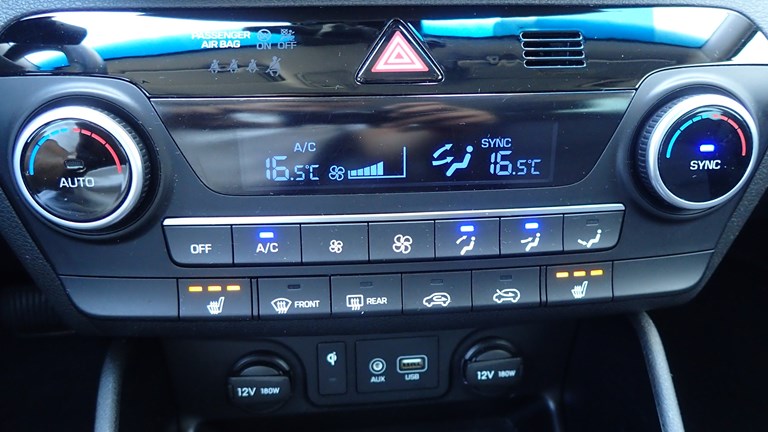 PASSENGER
AIR BAG ON OFF
A/C SYNC
16.5°C 16.5°C
AUTO SYNC
OFF A/C
FRONT REAR
AUX USB
12V 180W 12V 180W